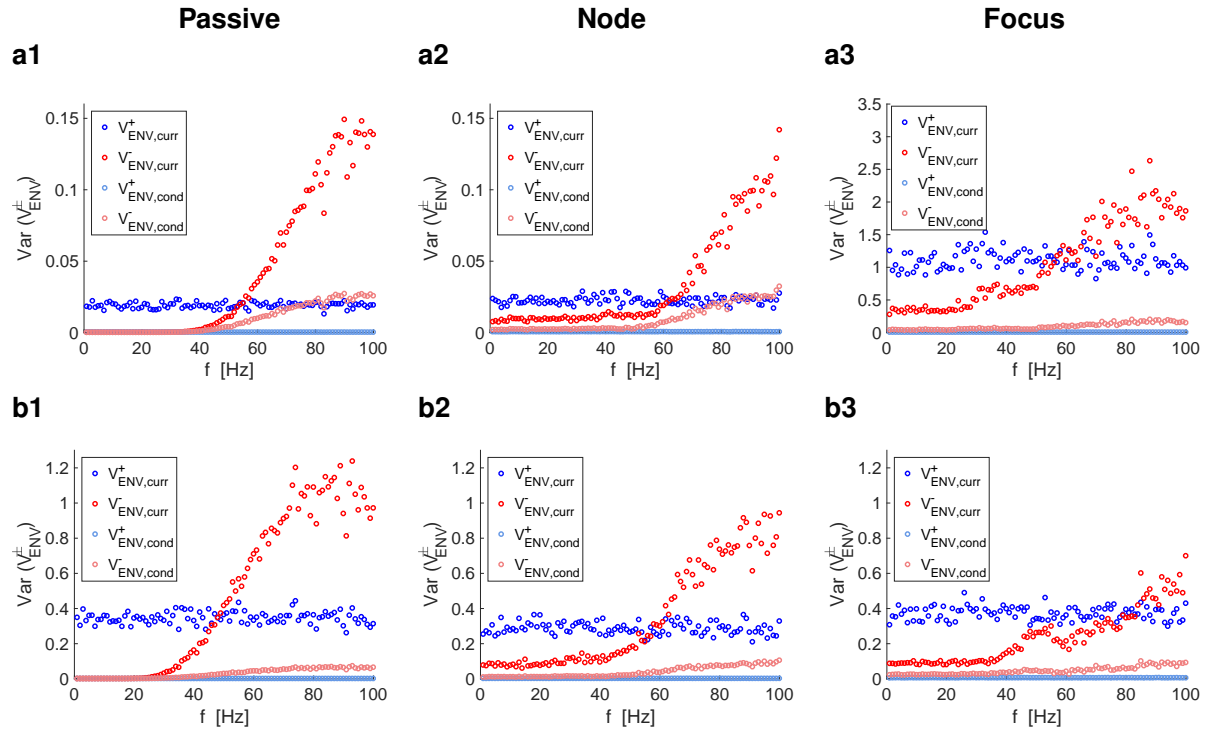 Passive Node Focus
a1 a2 a3
0.15
0.1
0.05
0
Var (V±ENV)
V+ENV,curr
V-ENV,curr
V+ENV,cond
V-ENV,cond
0 20 40 60 80 100
f [Hz]
0.15
0.1
0.05
0
Var (V±ENV)
V+ENV,curr
V-ENV,curr
V+ENV,cond
V-ENV,cond
0 20 40 60 80 100
f [Hz]
3.5
3
2.5
2
1.5
1
0.5
0
Var (V±ENV)
V+ENV,curr
V-ENV,curr
V+ENV,cond
V-ENV,cond
0 20 40 60 80 100
f [Hz]
b1 b2 b3
1.2
1
0.8
0.6
0.4
0.2
0
Var (V±ENV)
V+ENV,curr
V-ENV,curr
V+ENV,cond
V-ENV,cond
0 20 40 60 80 100
f [Hz]
1.2
1
0.8
0.6
0.4
0.2
0
Var (V±ENV)
V+ENV,curr
V-ENV,curr
V+ENV,cond
V-ENV,cond
0 20 40 60 80 100
f [Hz]
1.2
1
0.8
0.6
0.4
0.2
0
Var (V±ENV)
V+ENV,curr
V-ENV,curr
V+ENV,cond
V-ENV,cond
0 20 40 60 80 100
f [Hz]